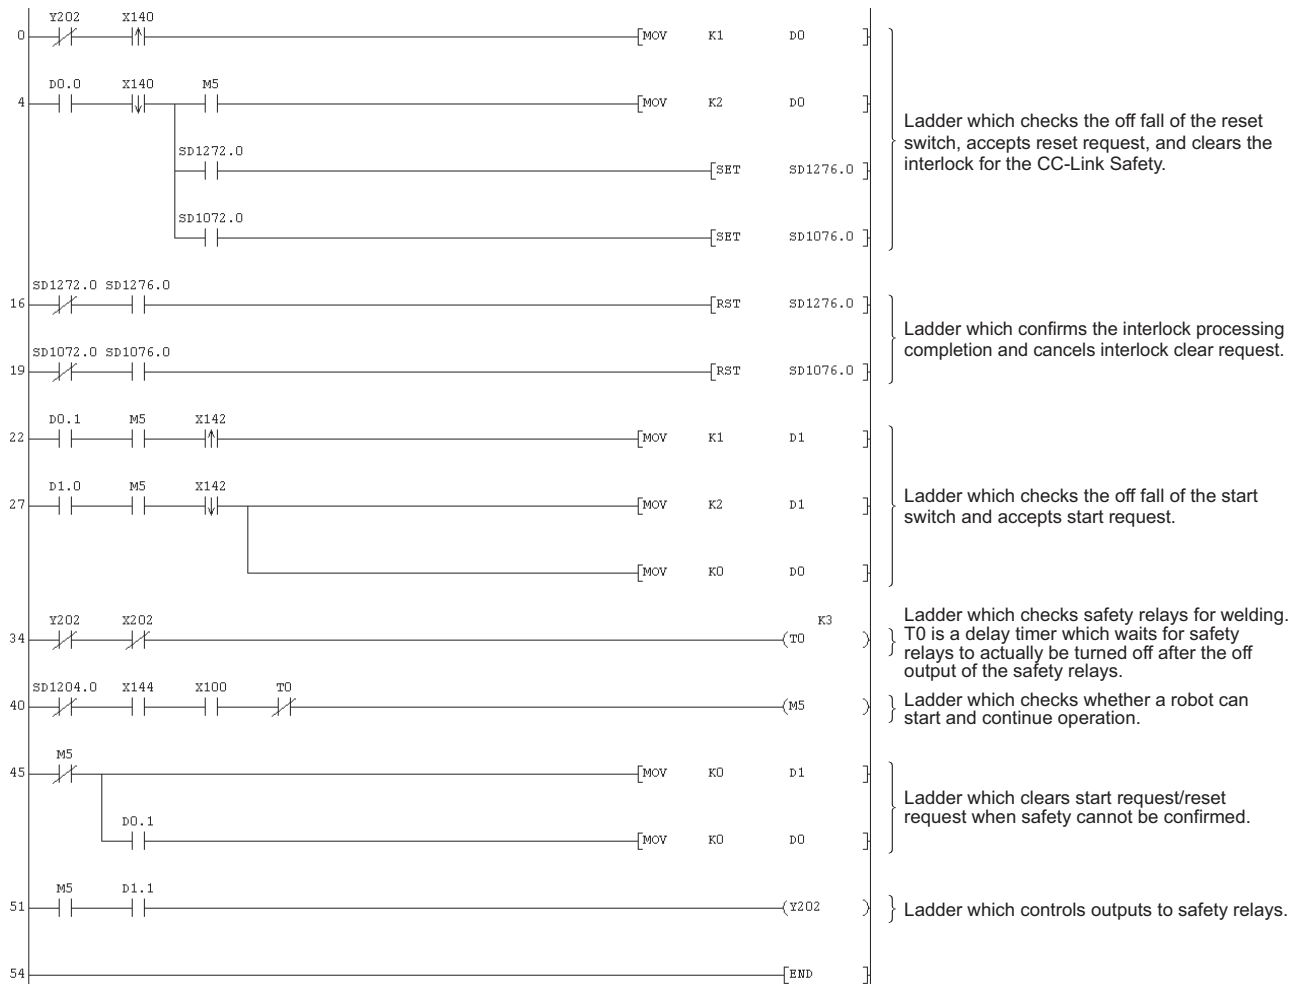 Y202 X140
0 MOV K1 D0
D0.0 X140 M5
4 MOV K2 D0
SD1272.0
SET SD1276.0
SD1072.0
SET SD1076.0
Ladder which checks the off fall of the reset
switch, accepts reset request, and clears the
interlock for the CC-Link Safety.
SD1272.0 SD1276.0
16 RST SD1276.0
SD1072.0 SD1076.0
19 RST SD1076.0
Ladder which confirms the interlock processing
completion and cancels interlock clear request.
D0.1 M5 X142
22 MOV K1 D1
D1.0 M5 X142
27 MOV K2 D1
MOV K0 D0
Ladder which checks the off fall of the start
switch and accepts start request.
Y202 X202 K3
34 T0
Ladder which checks safety relays for welding.
T0 is a delay timer which waits for safety
relays to actually be turned off after the off
output of the safety relays.
SD1204.0 X144 X100 T0
40 M5
Ladder which checks whether a robot can
start and continue operation.
M5
45 MOV K0 D1
D0.1
MOV K0 D0
Ladder which clears start request/reset
request when safety cannot be confirmed.
M5 D1.1
51 Y202
Ladder which controls outputs to safety relays.
54 END